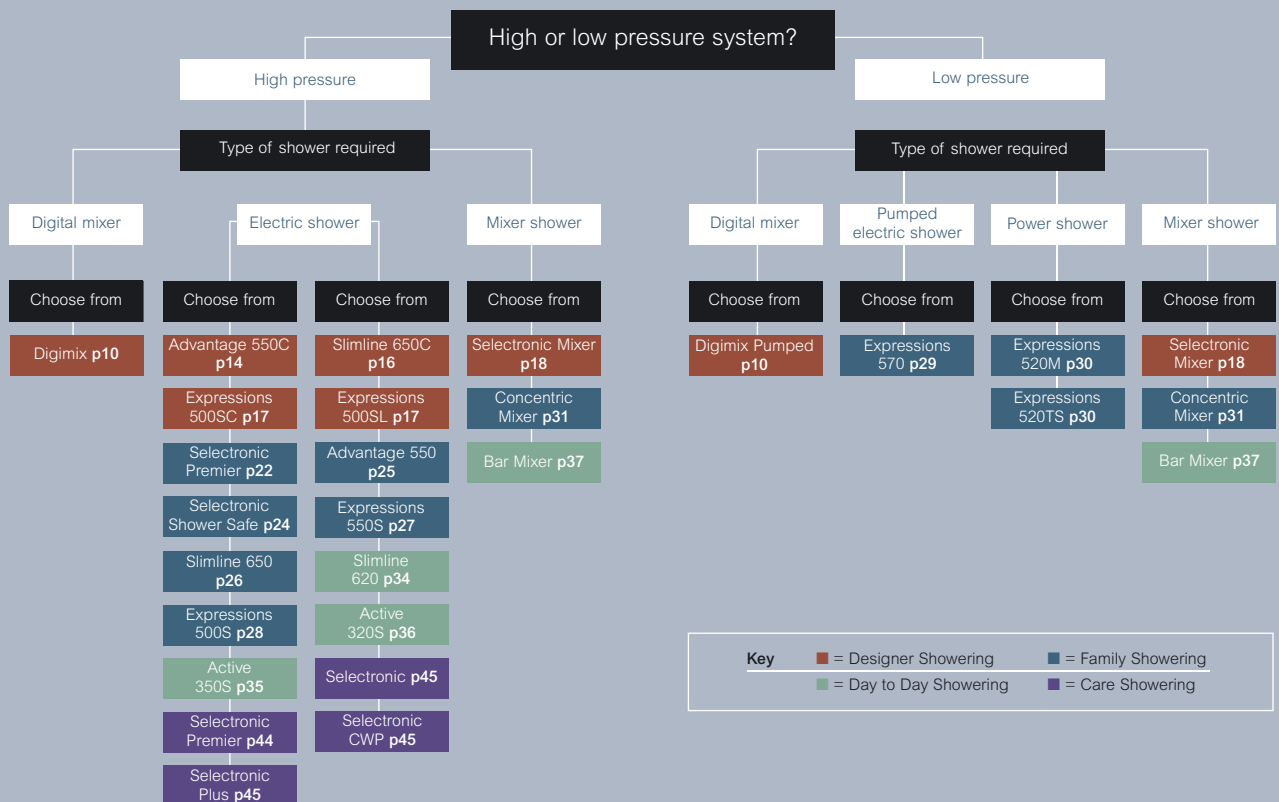 High or low pressure system?
High pressure
Low pressure
Type of shower required
Type of shower required
Digital mixer
Electric shower
Mixer shower
Digital mixer
Pumped
electric shower
Power shower
Mixer shower
Choose from
Choose from
Choose from
Choose from
Choose from
Choose from
Choose from
Choose from
Digimix p10
Advantage 550C
p14
Expressions
500SC p17
Selectronic
Premier p22
Selectronic
Shower Safe p24
Slimline 650
p26
Expressions
500S p28
Active
350S p35
Selectronic
Premier p44
Selectronic
Plus p45
Slimline 650C
p16
Expressions
500SL p17
Advantage 550
p25
Expressions
550S p27
Slimline
620 p34
Active
320S p36
Selectronic p45
Selectronic
CWP p45
Selectronic Mixer
p18
Concentric
Mixer p31
Bar Mixer p37
Digimix Pumped
p10
Expressions
570 p29
Expressions
520M p30
Expressions
520TS p30
Selectronic
Mixer p18
Concentric
Mixer p31
Bar Mixer p37
Key = Designer Showering = Family Showering
= Day to Day Showering = Care Showering